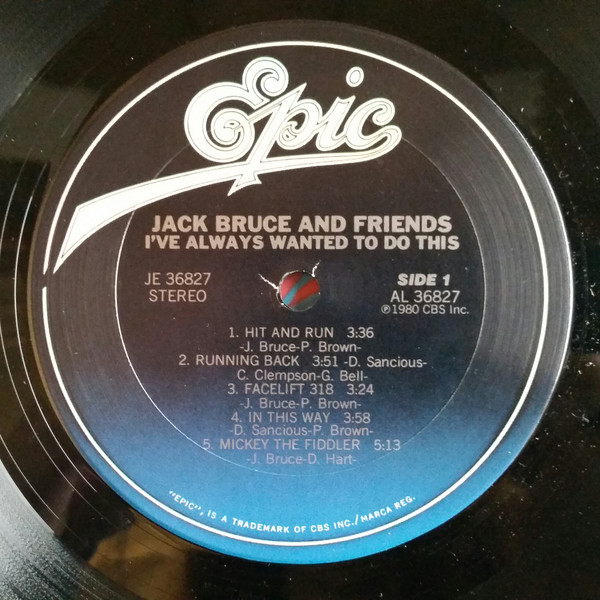 Epic
JACK BRUCE AND FRIENDS
I'VE ALWAYS WANTED TO DO THIS
JE 36827
STEREO
SIDE 1
AL 36827
℗1980 CBS Inc.
1. HIT AND RUN 3:36
-J. Bruce-P. Brown-
2. RUNNING BACK 3:51 -D. Sancious-
C. Clempson-G. Bell-
3. FACELIFT 318 3:24
-J. Bruce-P. Brown-
4. IN THIS WAY 3:58
-D. Sancious-P. Brown-
5. MICKEY THE FIDDLER 5:13
-J. Bruce-D. Hart-
"EPIC", IS A TRADEMARK OF CBS INC./MARCA REG.